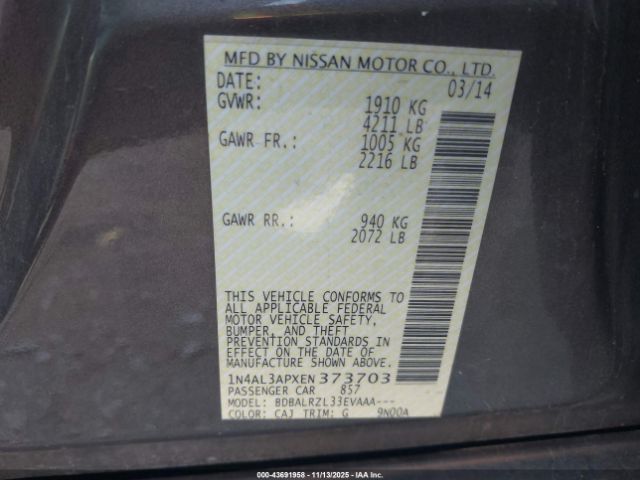 MFD BY NISSAN MOTOR CO., LTD.
DATE: 03/14
GVWR: 1910 KG
4211 LB
GAWR FR.: 1005 KG
2216 LB
GAWR RR.: 940 KG
2072 LB
THIS VEHICLE CONFORMS TO
ALL APPLICABLE FEDERAL
MOTOR VEHICLE SAFETY,
BUMPER, AND THEFT
PREVENTION STANDARDS IN
EFFECT ON THE DATE OF
MANUFACTURE SHOWN ABOVE.
1N4AL3APXEN373703
PASSENGER CAR 857
MODEL: BDBALRZL33EVAAA---
COLOR: CAJ TRIM: G 9N00A
000-43691958 | 11/13/2025 - IAAI.COM